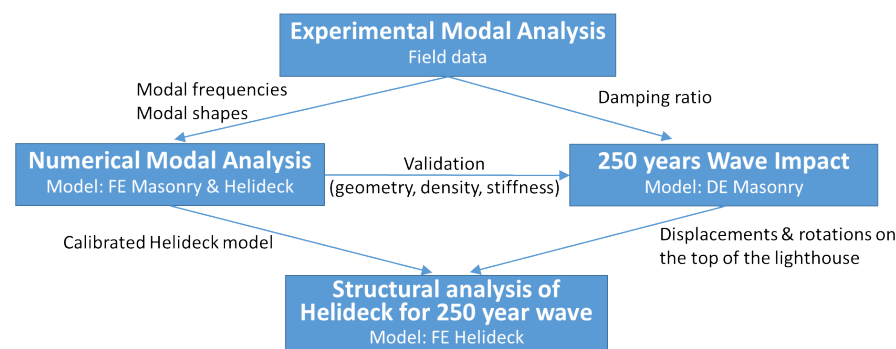 Experimental Modal Analysis
Field data
Modal frequencies
Modal shapes
Damping ratio
Numerical Modal Analysis
Model: FE Masonry & Helideck
Validation
(geometry, density, stiffness)
250 years Wave Impact
Model: DE Masonry
Calibrated Helideck model
Displacements & rotations on
the top of the lighthouse
Structural analysis of
Helideck for 250 year wave
Model: FE Helideck